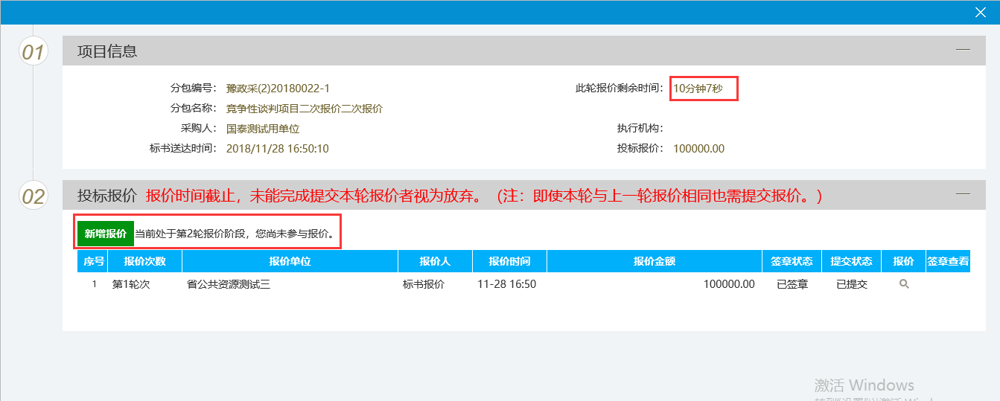 01
项目信息
分包编号： 豫政采(2)20180022-1
此轮报价剩余时间： 10分钟7秒
分包名称： 竞争性谈判项目二次报价二次报价
采购人： 国泰测试用单位
执行机构：
标书送达时间： 2018/11/28 16:50:10
投标报价： 100000.00
02
投标报价 报价时间截止，未能完成提交本轮报价者视为放弃。（注：即使本轮与上一轮报价相同也需提交报价。）
新增报价 当前处于第2轮报价阶段，您尚未参与报价。
序号 报价次数 报价单位 报价人 报价时间 报价金额 签章状态 提交状态 报价 签章查看
1 第1轮次 省公共资源测试三 标书报价 11-28 16:50 100000.00 已签章 已提交
激活 Windows